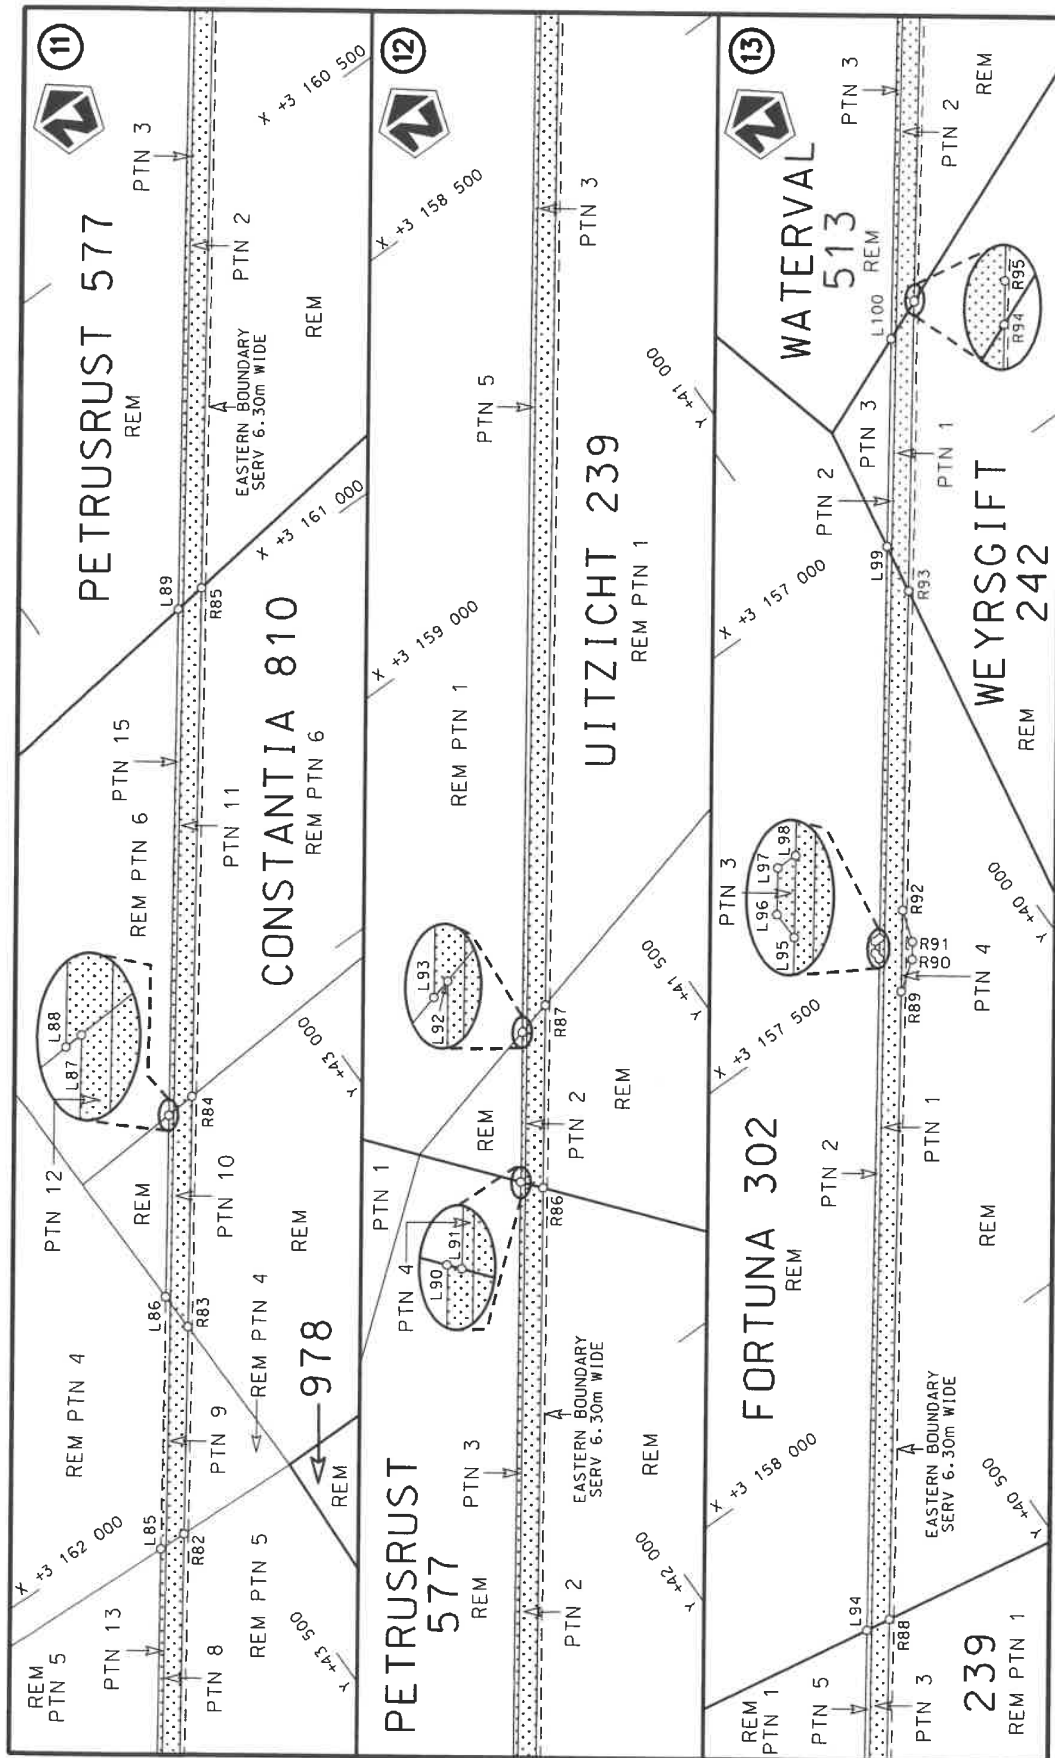 11
PETRUSRUST 577
REM
PTN 3
PTN 2
REM
EASTERN BOUNDARY
SERV 6.30m WIDE
X +3 160 500
X +3 161 000
L89
R85
PTN 15
REM PTN 6
PTN 11
CONSTANTIA 810
REM PTN 6
L88
L87
PTN 12
R84
Y +43 000
REM
PTN 10
REM
L86
R83
REM PTN 4
REM PTN 4
PTN 9
978
REM
X +3 162 000
L85
R82
REM
PTN 5
PTN 13
PTN 8
REM PTN 5
Y +43 500
12
X +3 158 500
PTN 3
PTN 5
Y +41 000
UITZICHT 239
REM PTN 1
X +3 159 000
REM PTN 1
L93
L92
R87
Y +41 500
REM
PTN 2
REM
PTN 1
PTN 4
L91
L90
R86
EASTERN BOUNDARY
SERV 6.30m WIDE
REM
PETRUSRUST
577
REM
PTN 3
PTN 2
Y +42 000
13
PTN 3
PTN 2
REM
WATERVAL
513
REM
L100
R95
R94
PTN 3
PTN 2
PTN 1
L99
R93
WEYRSGIFT
242
REM
X +3 157 000
PTN 3
L98
L97
L96
L95
R92
R91
R90
R89
PTN 4
Y +40 000
X +3 157 500
FORTUNA 302
REM
PTN 2
PTN 1
REM
EASTERN BOUNDARY
SERV 6.30m WIDE
X +3 158 000
Y +40 500
L94
R88
REM
PTN 1
PTN 5
PTN 3
239
REM PTN 1